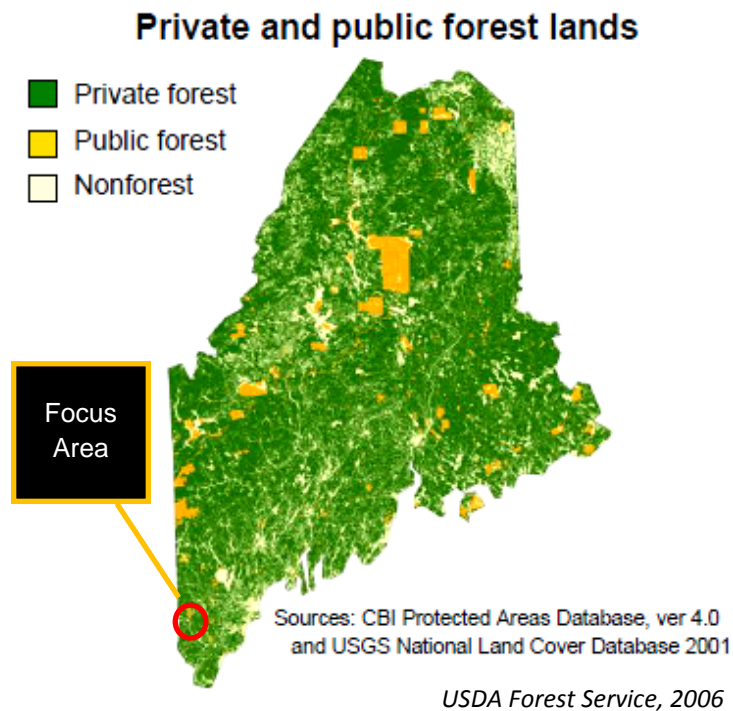 Private and public forest lands
Private forest
Public forest
Nonforest
Focus
Area
Sources: CBI Protected Areas Database, ver 4.0
and USGS National Land Cover Database 2001
USDA Forest Service, 2006